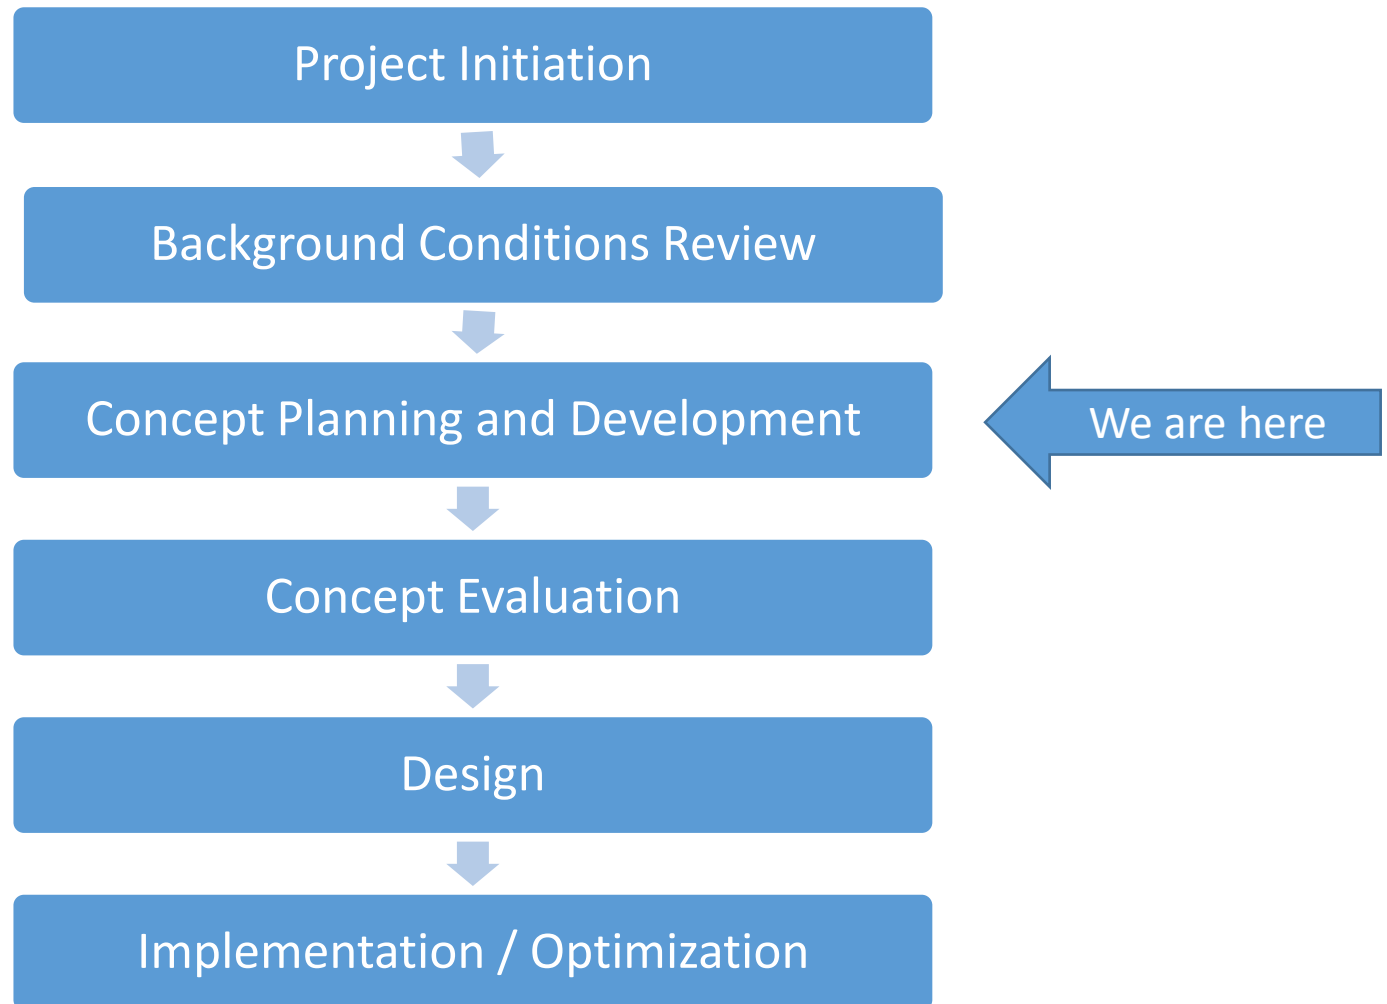 Project Initiation
Background Conditions Review
Concept Planning and Development
We are here
Concept Evaluation
Design
Implementation / Optimization